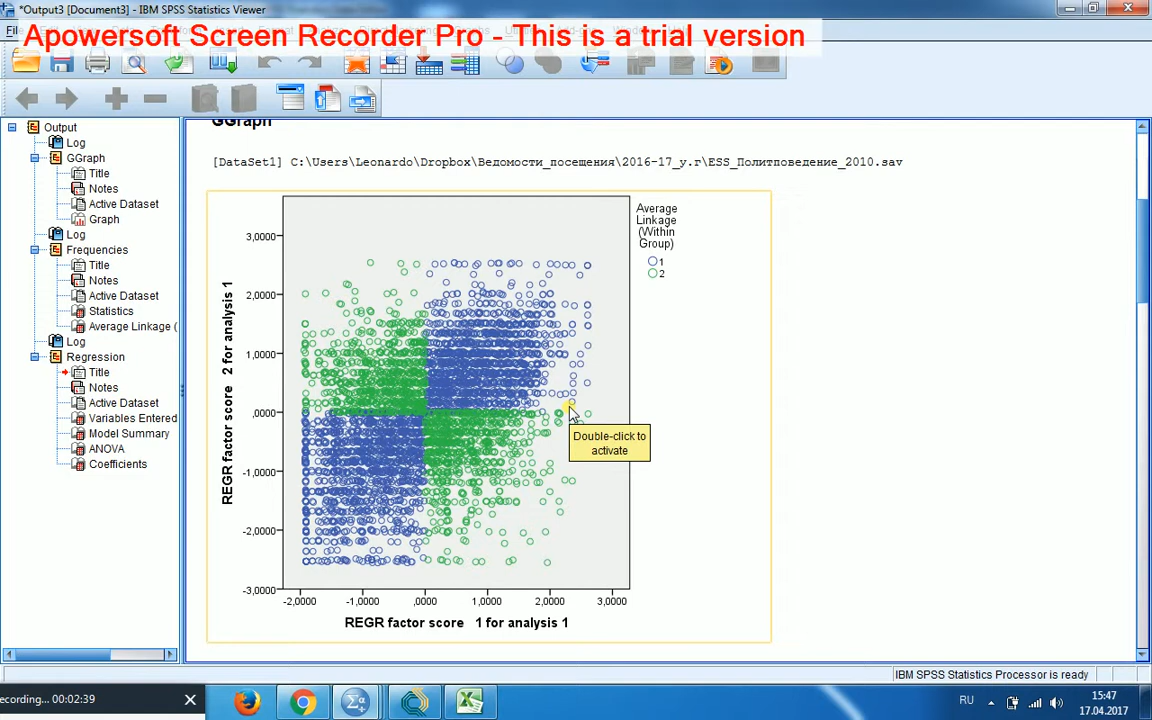 *Output3 [Document3] - IBM SPSS Statistics Viewer
Apowersoft Screen Recorder Pro - This is a trial version
Output
Log
GGraph
Title
Notes
Active Dataset
Graph
Log
Frequencies
Title
Notes
Active Dataset
Statistics
Average Linkage (
Log
Regression
Title
Notes
Active Dataset
Variables Entered
Model Summary
ANOVA
Coefficients
GGraph
[DataSet1] C:\Users\Leonardo\Dropbox\Ведомости_посещения\2016-17_у.г\ESS_Политповедение_2010.sav
REGR factor score 2 for analysis 1
3,0000
2,0000
1,0000
,0000
-1,0000
-2,0000
-3,0000
-2,0000 -1,0000 ,0000 1,0000 2,0000 3,0000
REGR factor score 1 for analysis 1
Average
Linkage
(Within
Group)
1
2
Double-click to
activate
IBM SPSS Statistics Processor is ready
ecording... 00:02:39
RU
15:47
17.04.2017